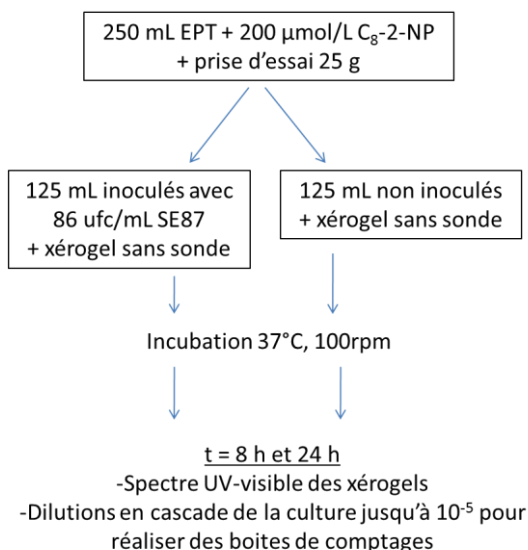 250 mL EPT + 200 µmol/L C₈-2-NP
+ prise d’essai 25 g
125 mL inoculés avec
86 ufc/mL SE87
+ xérogel sans sonde
125 mL non inoculés
+ xérogel sans sonde
Incubation 37°C, 100rpm
t = 8 h et 24 h
-Spectre UV-visible des xérogels
-Dilutions en cascade de la culture jusqu’à 10⁻⁵ pour
réaliser des boites de comptages